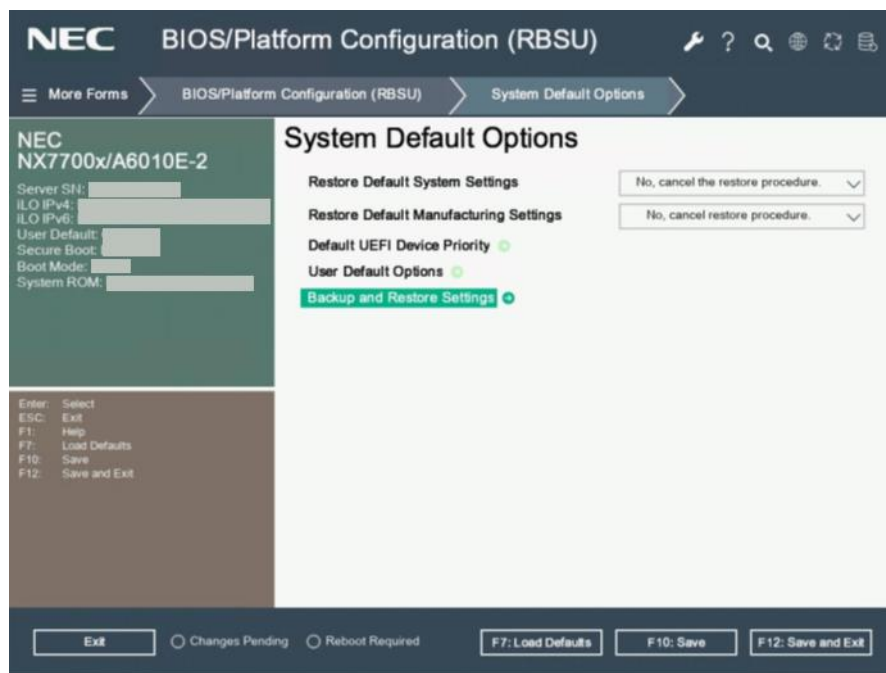 NEC
BIOS/Platform Configuration (RBSU)
?
More Forms
BIOS/Platform Configuration (RBSU)
System Default Options
NEC
NX7700x/A6010E-2
Server SN:
iLO IPv4:
iLO IPv6:
User Default:
Secure Boot:
Boot Mode:
System ROM:
Enter: Select
ESC: Exit
F1: Help
F7: Load Defaults
F10: Save
F12: Save and Exit
System Default Options
Restore Default System Settings No, cancel the restore procedure.
Restore Default Manufacturing Settings No, cancel restore procedure.
Default UEFI Device Priority
User Default Options
Backup and Restore Settings
Exit Changes Pending Reboot Required F7: Load Defaults F10: Save F12: Save and Exit